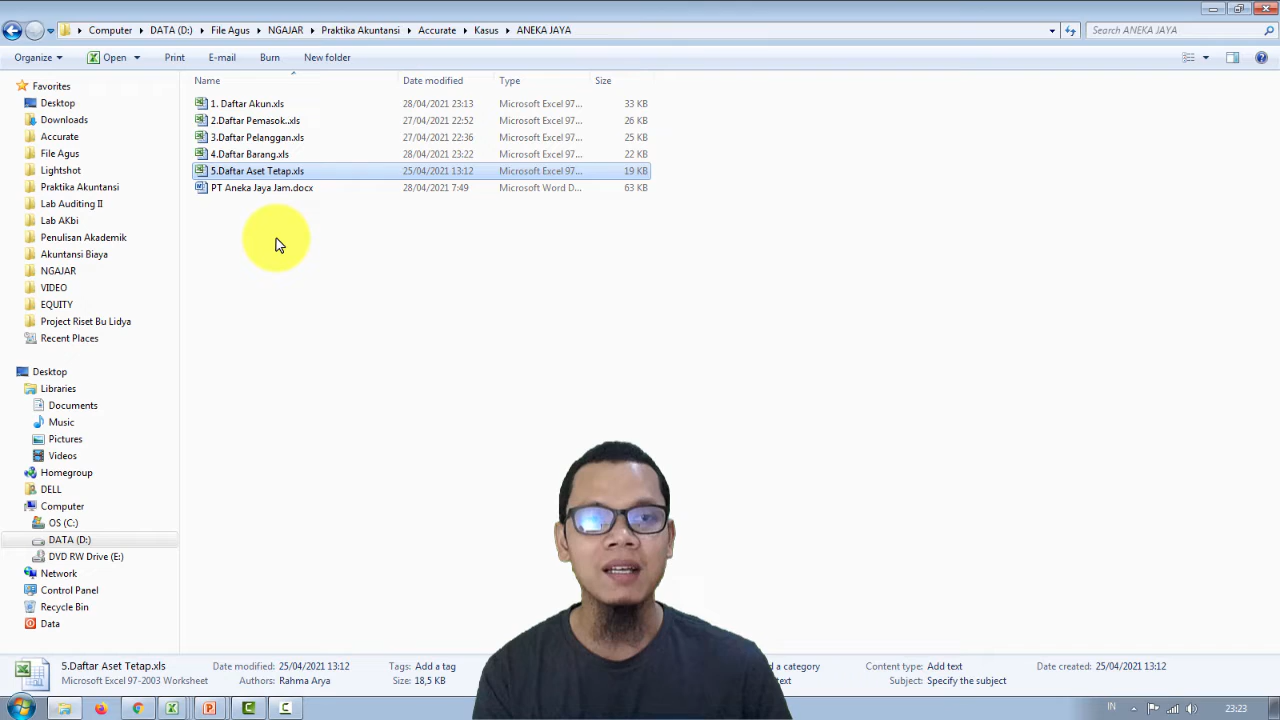 Computer DATA (D:) File Agus NGAJAR Praktika Akuntansi Accurate Kasus ANEKA JAYA
Search ANEKA JAYA
Organize Open Print E-mail Burn New folder
Favorites
Desktop
Downloads
Accurate
File Agus
Lightshot
Praktika Akuntansi
Lab Auditing II
Lab AKbi
Penulisan Akademik
Akuntansi Biaya
NGAJAR
VIDEO
EQUITY
Project Riset Bu Lidya
Recent Places
Desktop
Libraries
Documents
Music
Pictures
Videos
Homegroup
DELL
Computer
OS (C:)
DATA (D:)
DVD RW Drive (E:)
Network
Control Panel
Recycle Bin
Data
Name Date modified Type Size
1. Daftar Akun.xls 28/04/2021 23:13 Microsoft Excel 97... 33 KB
2.Daftar Pemasok..xls 27/04/2021 22:52 Microsoft Excel 97... 26 KB
3.Daftar Pelanggan.xls 27/04/2021 22:36 Microsoft Excel 97... 25 KB
4.Daftar Barang.xls 28/04/2021 23:22 Microsoft Excel 97... 22 KB
5.Daftar Aset Tetap.xls 25/04/2021 13:12 Microsoft Excel 97... 19 KB
PT Aneka Jaya Jam.docx 28/04/2021 7:49 Microsoft Word D... 63 KB
5.Daftar Aset Tetap.xls Date modified: 25/04/2021 13:12 Tags: Add a tag a category Content type: Add text Date created: 25/04/2021 13:12
Microsoft Excel 97-2003 Worksheet Authors: Rahma Arya Size: 18,5 KB text Subject: Specify the subject
IN 23:23